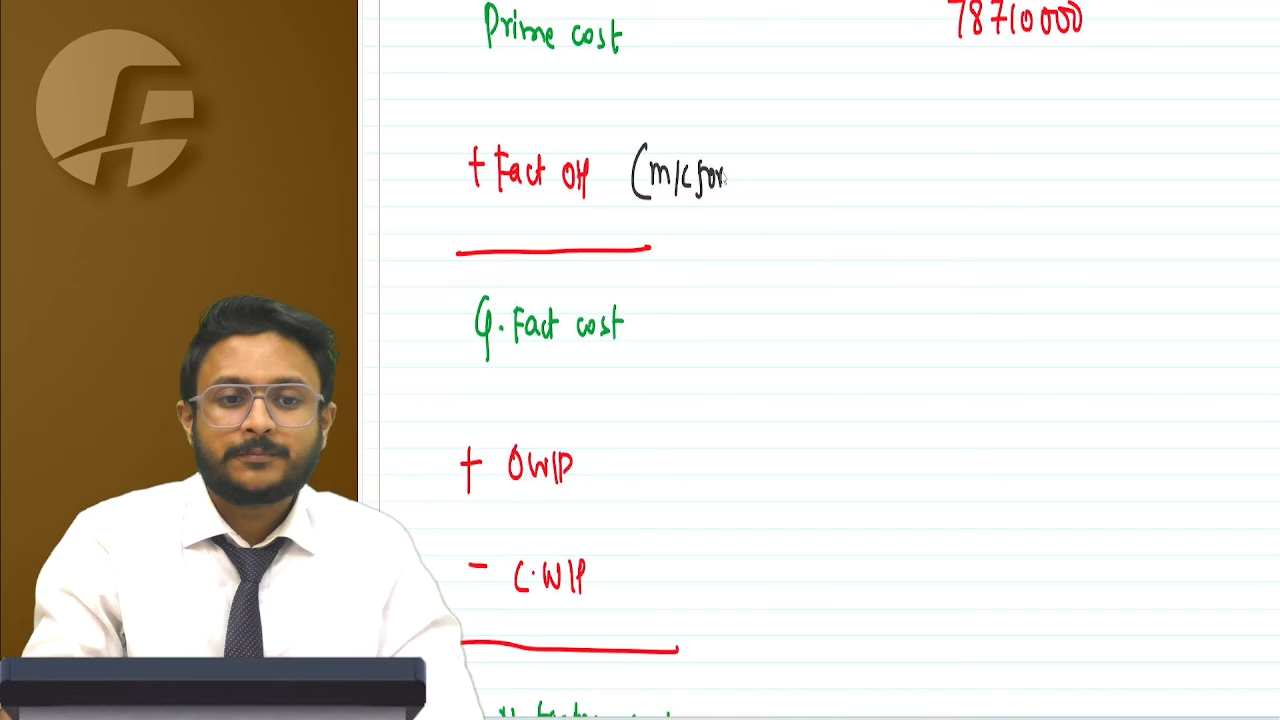 Prime cost 78710000
+ Fact OH (m/c for
G. Fact cost
+ OWIP
- C.WIP